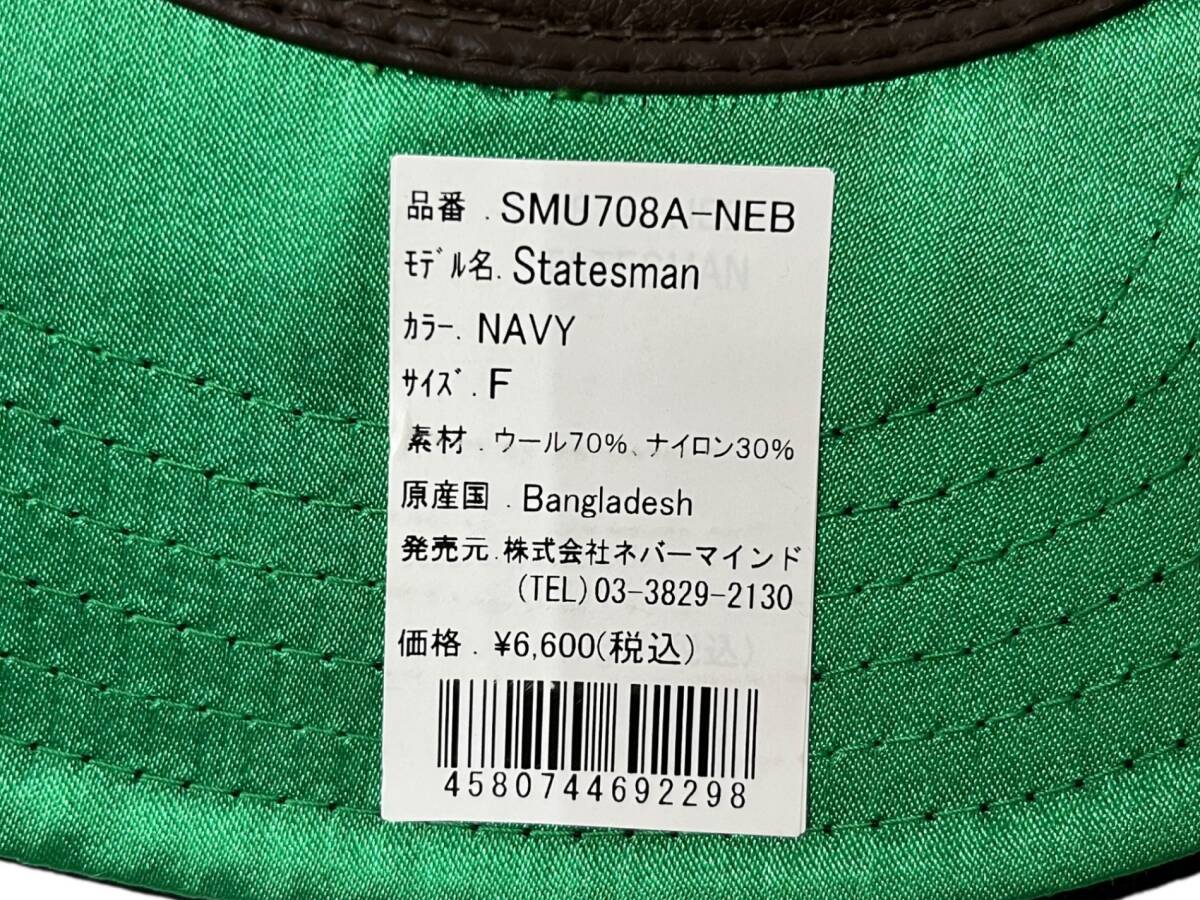 品番 . SMU708A-NEB
ﾓﾃﾞﾙ名. Statesman
ｶﾗｰ. NAVY
ｻｲｽﾞ. F
素材 . ウール70%、ナイロン30%
原産国 . Bangladesh
発売元 . 株式会社ネバーマインド
(TEL)03-3829-2130
価格 . ¥6,600(税込)
4580744692298